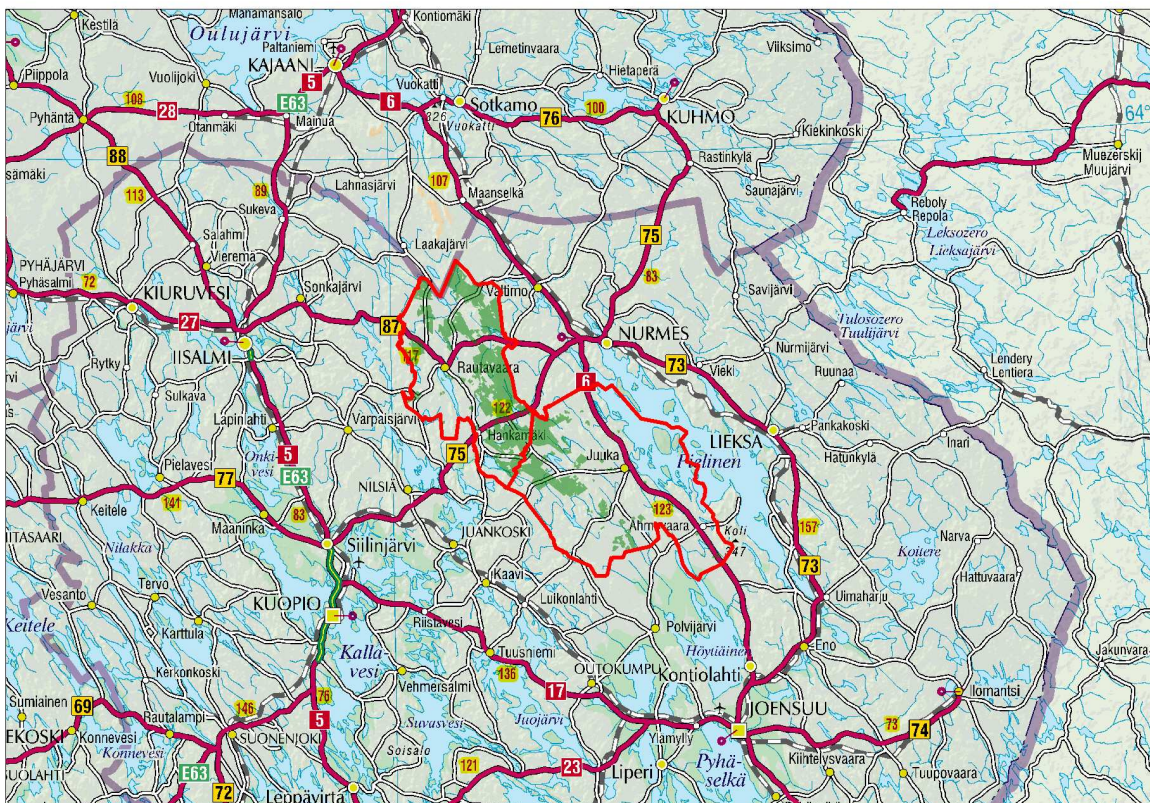 Kestilä
Manamansalo
Oulujärvi
Kontiomäki
Paltaniemi
KAJAANI
Lemetinvaara
Viiksimo
Piippola
Vuolijoki
5
Vuokatti
Hietaperä
108
28
E63
6
Sotkamo
100
KUHMO
64°
Pyhäntä
Otanmäki
Mainua
326
Vuokatti
76
Kiekinkoski
88
Rastinkylä
Muezerskij
Muujärvi
Lahnasjärvi
107
Maanselkä
Saunajärvi
113
89
Reboly
Repola
Sukeva
Leksozero
Lieksajärvi
Salahmi
Laakajärvi
75
Vieremä
83
PYHÄJÄRVI
Pyhäsalmi
72
Sonkajärvi
Valtimo
Savijärvi
KIURUVESI
27
87
NURMES
Tulosozero
Tuulijärvi
IISALMI
117
Nurmijärvi
Rytky
Rautavaara
73
Vieki
Ruunaa
Lendery
Lentiera
6
Sulkava
122
Lapinlahti
Varpaisjärvi
Hankamäki
LIEKSA
Pankakoski
Inari
5
75
Juuka
Pielinen
Hatunkylä
Pielavesi
Onki-
vesi
E63
77
NILSIÄ
Keitele
141
83
123
157
Maaninka
Koli
347
Siilinjärvi
JUANKOSKI
Koitere
Narva
Nilakka
73
Hattuvaara
Vesanto
Tervo
Kaavi
Uimaharju
KUOPIO
Luikonlahti
Keitele
Karttula
Riistavesi
Polvijärvi
Kalla-
vesi
Tuusniemi
Höytiäinen
Eno
Jakunvara
Kerkonkoski
OUTOKUMPU
Kontiolahti
Sumiainen
Vehmersalmi
136
17
Ilomantsi
69
76
JOENSUU
Rautalampi
146
5
Suvasvesi
Juojärvi
73
74
Konnevesi
SUONENJOKI
Ylämylly
Konnevesi
Soisalo
Pyhä-
selkä
Kiihtelysvaara
E63
121
23
Liperi
Tuupovaara
72
Leppävirta